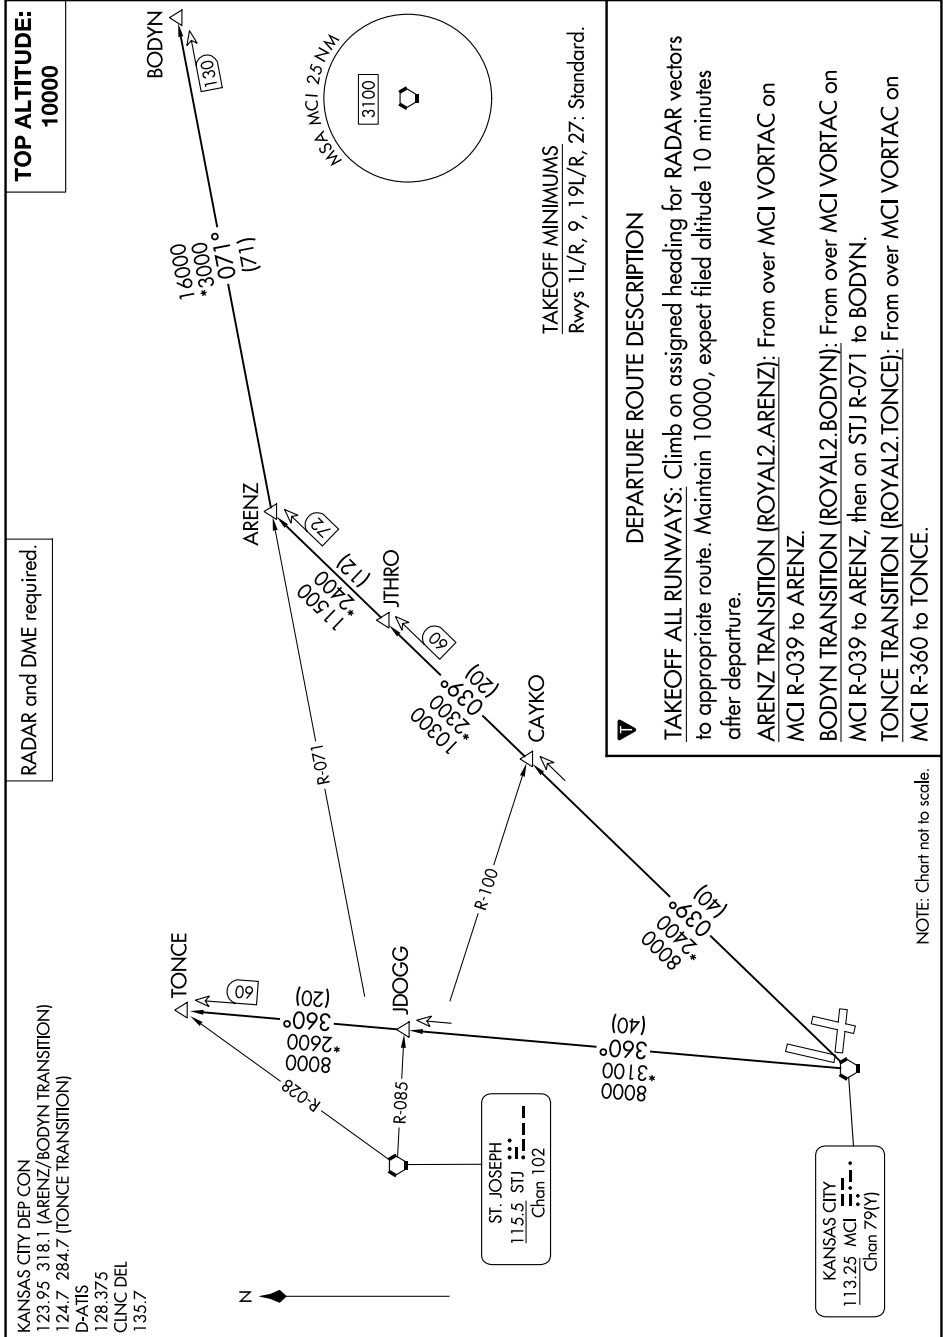 KANSAS CITY DEP CON
123.95 318.1 (ARENZ/BODYN TRANSITION)
124.7 284.7 (TONCE TRANSITION)
D-ATIS
128.375
CLNC DEL
135.7
RADAR and DME required.
TOP ALTITUDE:
10000
N
TONCE
60
8000
*2600
360°
(20)
R-028
JDOGG
R-085
ST. JOSEPH
115.5 STJ
Chan 102
8000
*3100
360°
(40)
KANSAS CITY
113.25 MCI
Chan 79(Y)
8000
*2400
039°
(40)
R-100
CAYKO
10300
*2300
039°
(20)
60
JTHRO
11500
*2400
(12)
72
ARENZ
R-071
16000
*3000
071°
(71)
130
BODYN
MSA MCI 25 NM
3100
TAKEOFF MINIMUMS
Rwys 1L/R, 9, 19L/R, 27: Standard.
NOTE: Chart not to scale.
T
DEPARTURE ROUTE DESCRIPTION
TAKEOFF ALL RUNWAYS: Climb on assigned heading for RADAR vectors
to appropriate route. Maintain 10000, expect filed altitude 10 minutes
after departure.
ARENZ TRANSITION (ROYAL2.ARENZ): From over MCI VORTAC on
MCI R-039 to ARENZ.
BODYN TRANSITION (ROYAL2.BODYN): From over MCI VORTAC on
MCI R-039 to ARENZ, then on STJ R-071 to BODYN.
TONCE TRANSITION (ROYAL2.TONCE): From over MCI VORTAC on
MCI R-360 to TONCE.